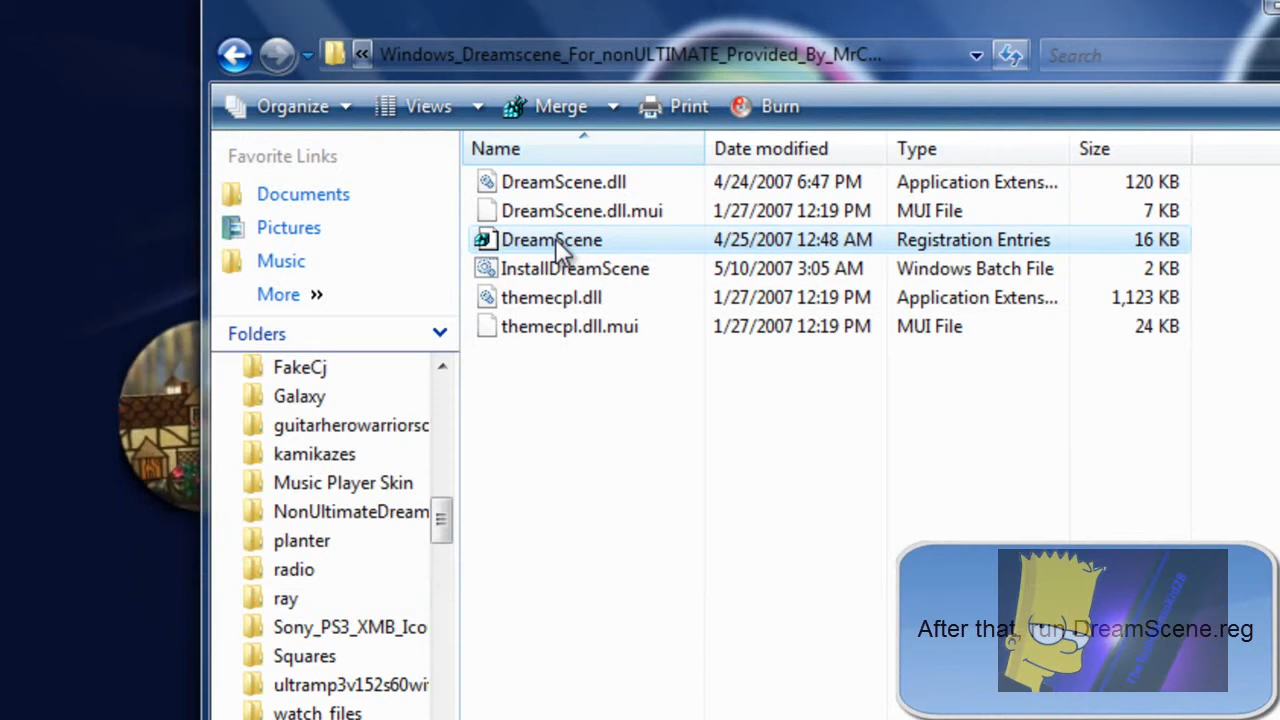 Windows_Dreamscene_For_nonULTIMATE_Provided_By_MrC...
Search
Organize
Views
Merge
Print
Burn
Favorite Links
Documents
Pictures
Music
More
Folders
FakeCj
Galaxy
guitarherowarriorsc
kamikazes
Music Player Skin
NonUltimateDream
planter
radio
ray
Sony_PS3_XMB_Ico
Squares
ultramp3v152s60wi
watch_files
Name Date modified Type Size
DreamScene.dll 4/24/2007 6:47 PM Application Extens... 120 KB
DreamScene.dll.mui 1/27/2007 12:19 PM MUI File 7 KB
DreamScene 4/25/2007 12:48 AM Registration Entries 16 KB
InstallDreamScene 5/10/2007 3:05 AM Windows Batch File 2 KB
themecpl.dll 1/27/2007 12:19 PM Application Extens... 1,123 KB
themecpl.dll.mui 1/27/2007 12:19 PM MUI File 24 KB
After that, run DreamScene.reg